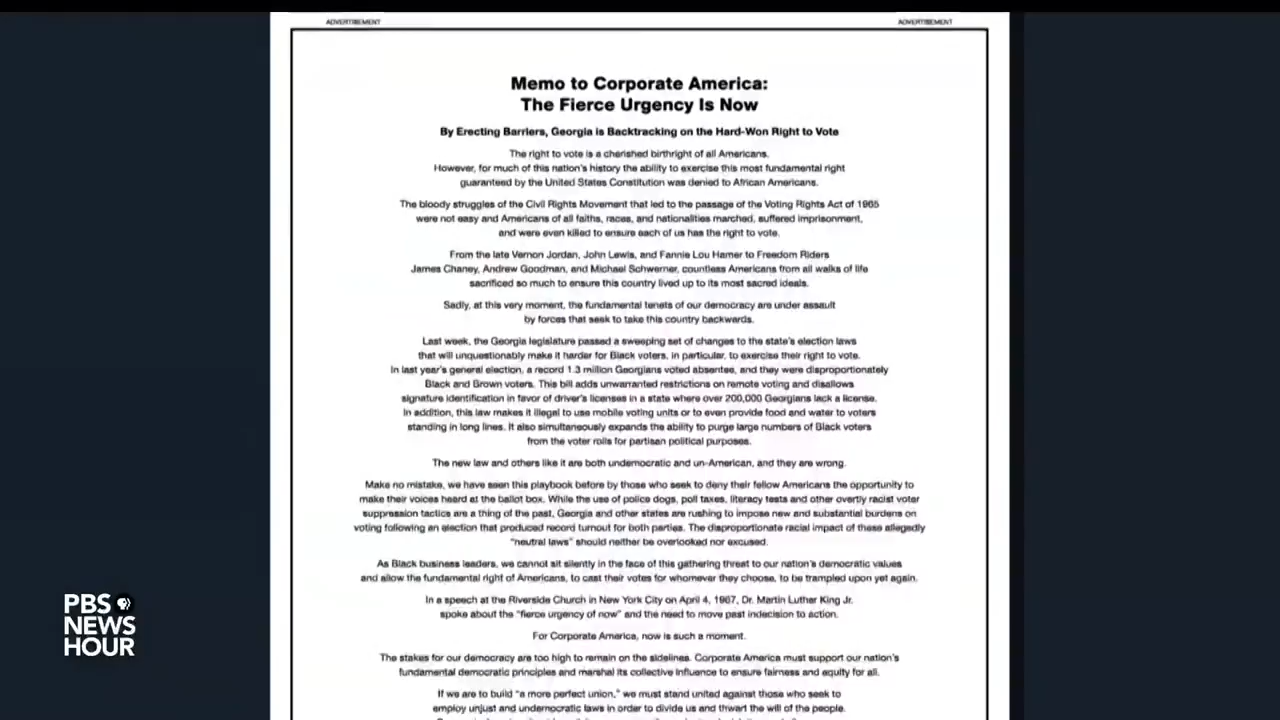 ADVERTISEMENT ADVERTISEMENT
Memo to Corporate America:
The Fierce Urgency Is Now
By Erecting Barriers, Georgia is Backtracking on the Hard-Won Right to Vote
The right to vote is a cherished birthright of all Americans.
However, for much of this nation's history the ability to exercise this most fundamental right
guaranteed by the United States Constitution was denied to African Americans.
The bloody struggles of the Civil Rights Movement that led to the passage of the Voting Rights Act of 1965
were not easy and Americans of all faiths, races, and nationalities marched, suffered imprisonment,
and were even killed to ensure each of us has the right to vote.
From the late Vernon Jordan, John Lewis, and Fannie Lou Hamer to Freedom Riders
James Chaney, Andrew Goodman, and Michael Schwerner, countless Americans from all walks of life
sacrificed so much to ensure this country lived up to its most sacred ideals.
Sadly, at this very moment, the fundamental tenets of our democracy are under assault
by forces that seek to take this country backwards.
Last week, the Georgia legislature passed a sweeping set of changes to the state's election laws
that will unquestionably make it harder for Black voters, in particular, to exercise their right to vote.
In last year's general election, a record 1.3 million Georgians voted absentee, and they were disproportionately
Black and Brown voters. This bill adds unwarranted restrictions on remote voting and disallows
signature identification in favor of driver's licenses in a state where over 200,000 Georgians lack a license.
In addition, this law makes it illegal to use mobile voting units or to even provide food and water to voters
standing in long lines. It also simultaneously expands the ability to purge large numbers of Black voters
from the voter rolls for partisan political purposes.
The new law and others like it are both undemocratic and un-American, and they are wrong.
Make no mistake, we have seen this playbook before by those who seek to deny their fellow Americans the opportunity to
make their voices heard at the ballot box. While the use of police dogs, poll taxes, literacy tests and other overtly racist voter
suppression tactics are a thing of the past, Georgia and other states are rushing to impose new and substantial burdens on
voting following an election that produced record turnout for both parties. The disproportionate racial impact of these allegedly
"neutral laws" should neither be overlooked nor excused.
As Black business leaders, we cannot sit silently in the face of this gathering threat to our nation's democratic values
and allow the fundamental right of Americans, to cast their votes for whomever they choose, to be trampled upon yet again.
In a speech at the Riverside Church in New York City on April 4, 1967, Dr. Martin Luther King Jr.
spoke about the "fierce urgency of now" and the need to move past indecision to action.
For Corporate America, now is such a moment.
The stakes for our democracy are too high to remain on the sidelines. Corporate America must support our nation's
fundamental democratic principles and marshal its collective influence to ensure fairness and equity for all.
If we are to build "a more perfect union," we must stand united against those who seek to
employ unjust and undemocratic laws in order to divide us and thwart the will of the people.
PBS
NEWS
HOUR